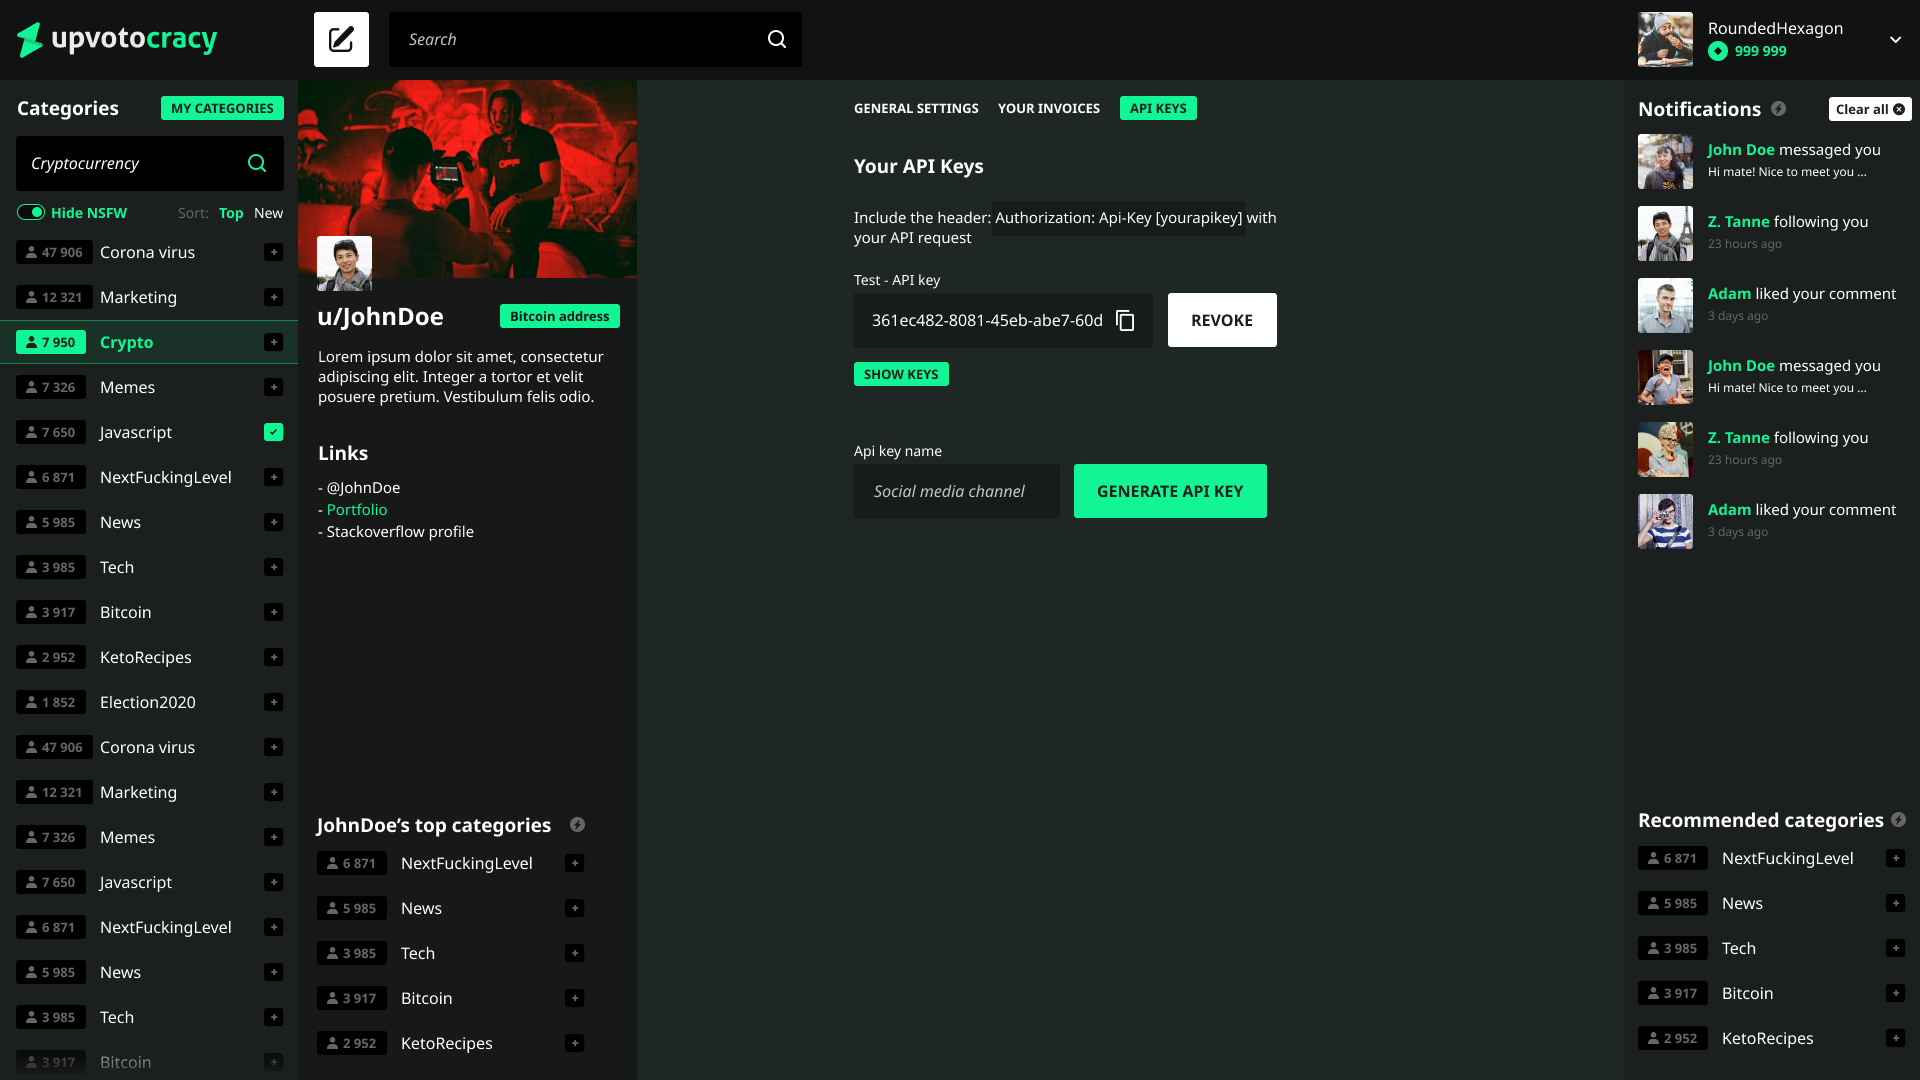 upvotocracy
Search
RoundedHexagon
999 999
Categories
MY CATEGORIES
Cryptocurrency
Hide NSFW
Sort: Top New
47 906 Corona virus
12 321 Marketing
7 950 Crypto
7 326 Memes
7 650 Javascript
6 871 NextFuckingLevel
5 985 News
3 985 Tech
3 917 Bitcoin
2 952 KetoRecipes
1 852 Election2020
47 906 Corona virus
12 321 Marketing
7 326 Memes
7 650 Javascript
6 871 NextFuckingLevel
5 985 News
3 985 Tech
3 917 Bitcoin
u/JohnDoe
Bitcoin address
Lorem ipsum dolor sit amet, consectetur
adipiscing elit. Integer a tortor et velit
posuere pretium. Vestibulum felis odio.
Links
- @JohnDoe
- Portfolio
- Stackoverflow profile
JohnDoe’s top categories
6 871 NextFuckingLevel
5 985 News
3 985 Tech
3 917 Bitcoin
2 952 KetoRecipes
GENERAL SETTINGS YOUR INVOICES API KEYS
Your API Keys
Include the header: Authorization: Api-Key [yourapikey] with
your API request
Test - API key
361ec482-8081-45eb-abe7-60d
REVOKE
SHOW KEYS
Api key name
Social media channel
GENERATE API KEY
Notifications
Clear all
John Doe messaged you
Hi mate! Nice to meet you ...
Z. Tanne following you
23 hours ago
Adam liked your comment
3 days ago
John Doe messaged you
Hi mate! Nice to meet you ...
Z. Tanne following you
23 hours ago
Adam liked your comment
3 days ago
Recommended categories
6 871 NextFuckingLevel
5 985 News
3 985 Tech
3 917 Bitcoin
2 952 KetoRecipes